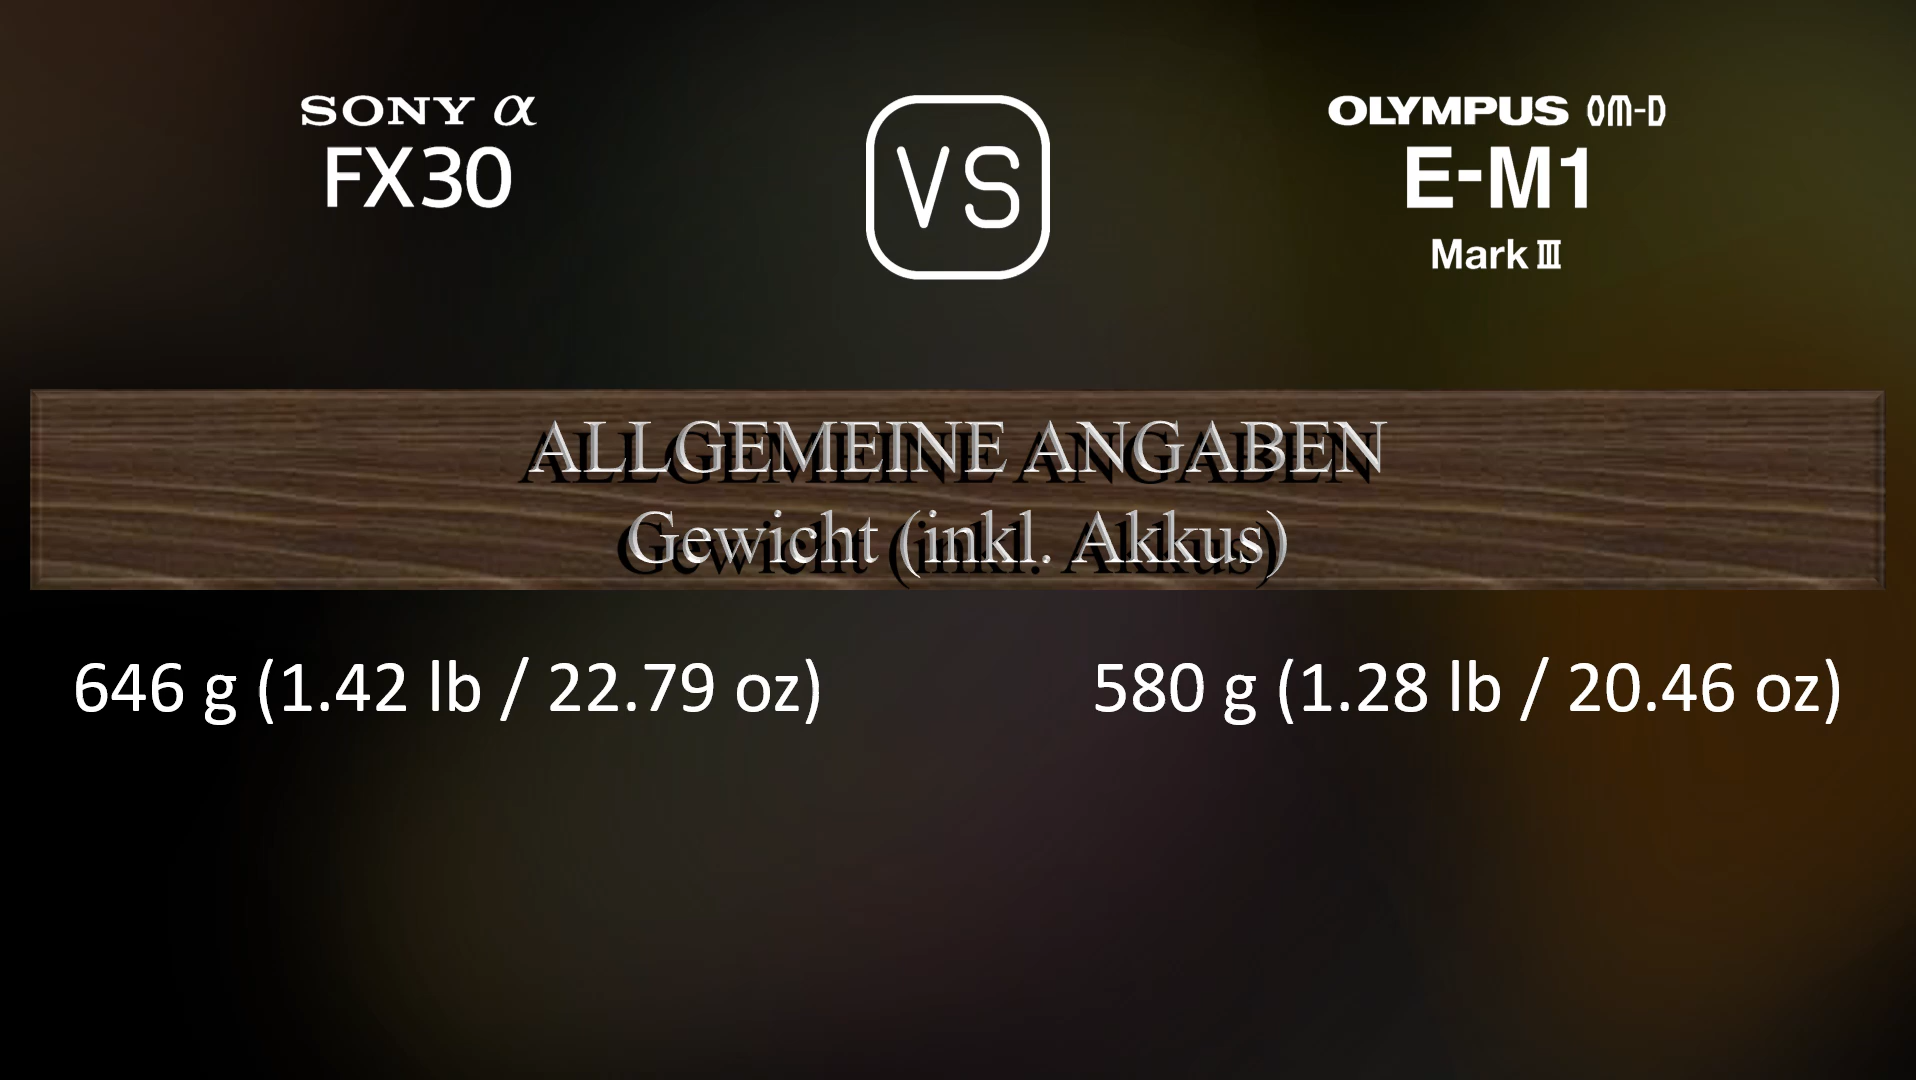 SONY α
FX30
VS
OLYMPUS OM-D
E-M1
Mark III
ALLGEMEINE ANGABEN
Gewicht (inkl. Akkus)
646 g (1.42 lb / 22.79 oz)
580 g (1.28 lb / 20.46 oz)